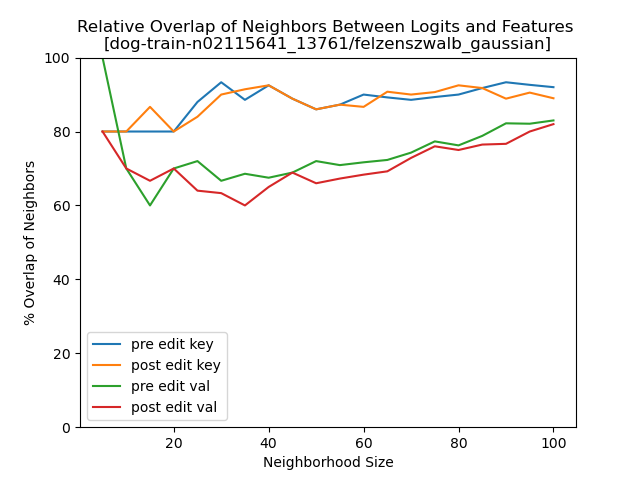 Relative Overlap of Neighbors Between Logits and Features
[dog-train-n02115641_13761/felzenszwalb_gaussian]
100
80
60
40
20
0
% Overlap of Neighbors
pre edit key
post edit key
pre edit val
post edit val
20 40 60 80 100
Neighborhood Size